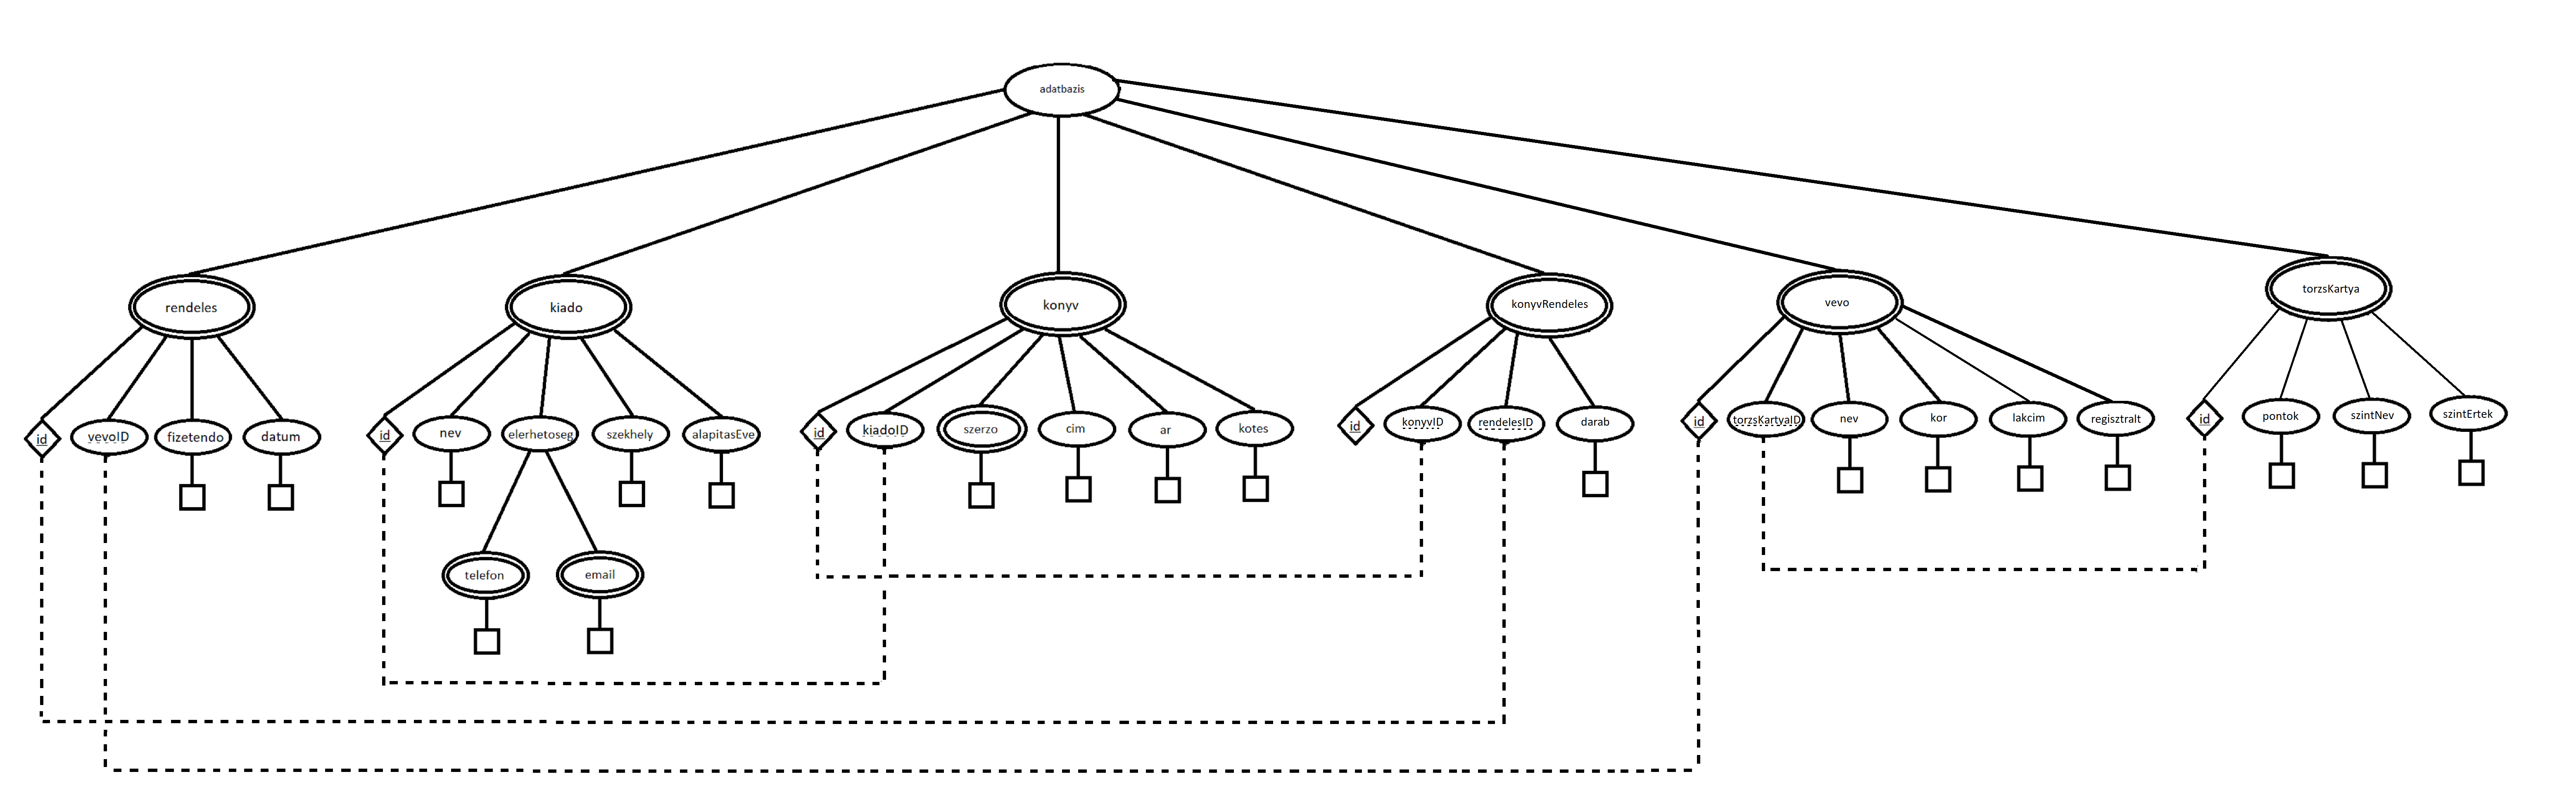 adatbazis
rendeles
kiado
konyv
konyvRendeles
vevo
torzsKartya
id
vevoID
fizetendo
datum
id
nev
elerhetoseg
szekhely
alapitasEve
id
kiadoID
szerzo
cim
ar
kotes
id
konyvID
rendelesID
darab
id
torzsKartyaID
nev
kor
lakcim
regisztralt
id
pontok
szintNev
szintErtek
telefon
email